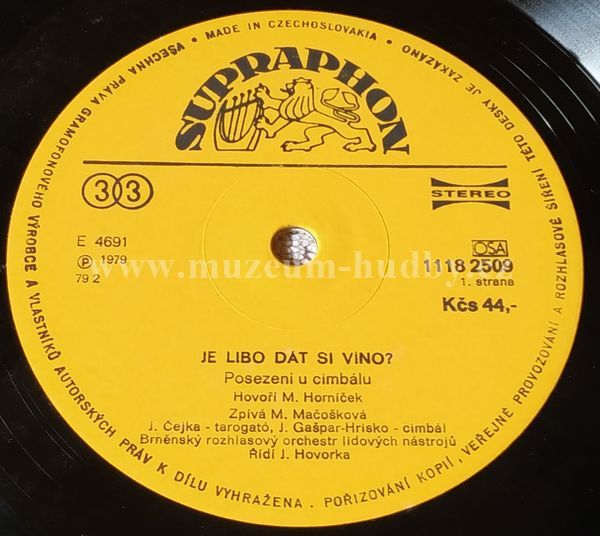 VŠECHNA PRÁVA GRAMOFONOVÉHO VÝROBCE A VLASTNÍKŮ AUTORSKÝCH PRÁV K DÍLU VYHRAŽENA. POŘIZOVÁNÍ KOPIÍ, VEŘEJNÉ PROVOZOVÁNÍ A ROZHLASOVÉ ŠÍŘENÍ TÉTO DESKY JE ZAKÁZÁNO • MADE IN CZECHOSLOVAKIA •
SUPRAPHON
33
STEREO
E 4691
Ⓟ 1979
79 2
OSA
1118 2509
1. strana
Kčs 44,-
www.muzeum-hudby.cz
JE LIBO DÁT SI VÍNO?
Posezení u cimbálu
Hovoří M. Horníček
Zpívá M. Mačošková
J. Čejka - tarogató, J. Gašpar-Hrisko - cimbál
Brněnský rozhlasový orchestr lidových nástrojů
Řídí J. Hovorka